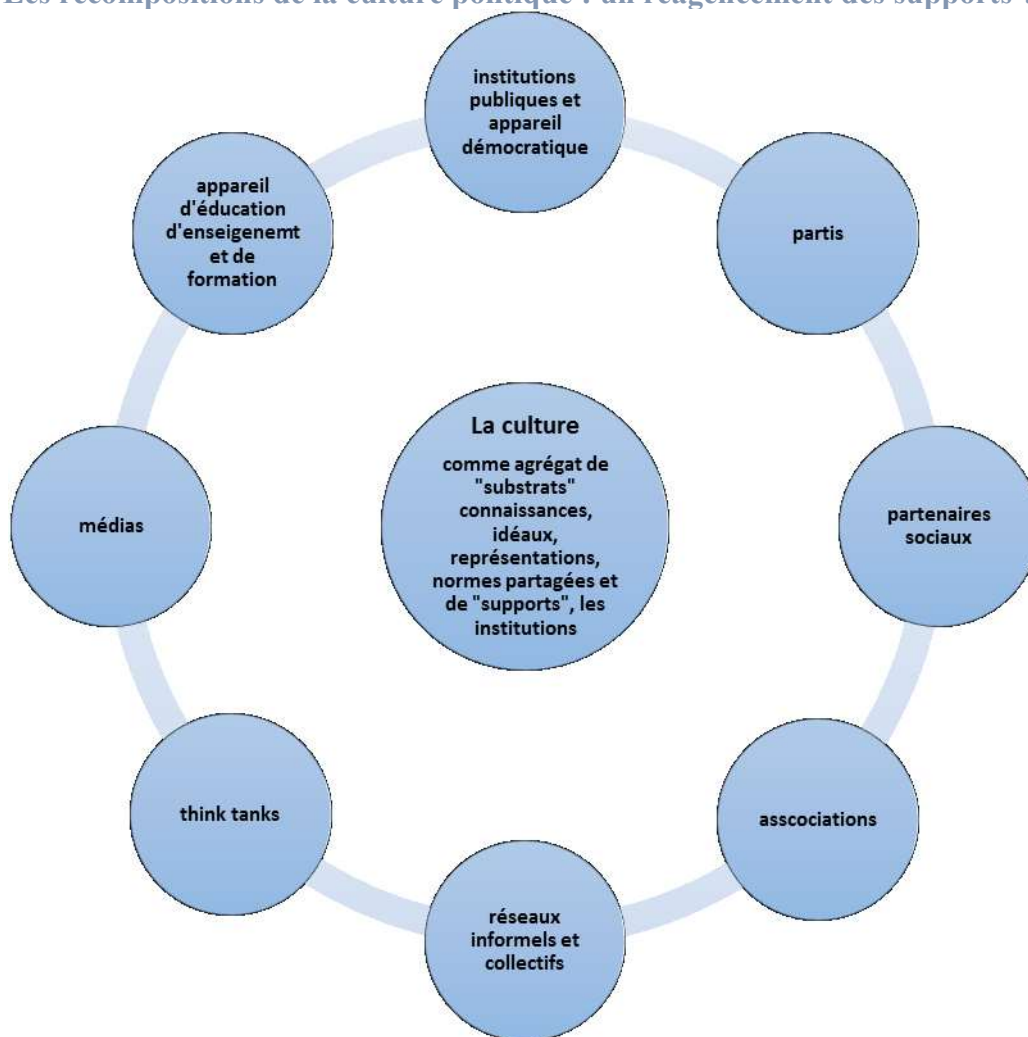 Les recompositions de la culture politique : un réagencement des supports
institutions
publiques et
appareil
démocratique
partis
partenaires
sociaux
asscociations
réseaux
informels et
collectifs
think tanks
médias
appareil
d'éducation
d'enseigenemt
et de
formation
La culture
comme agrégat de
"substrats"
connaissances,
idéaux,
représentations,
normes partagées et
de "supports", les
institutions